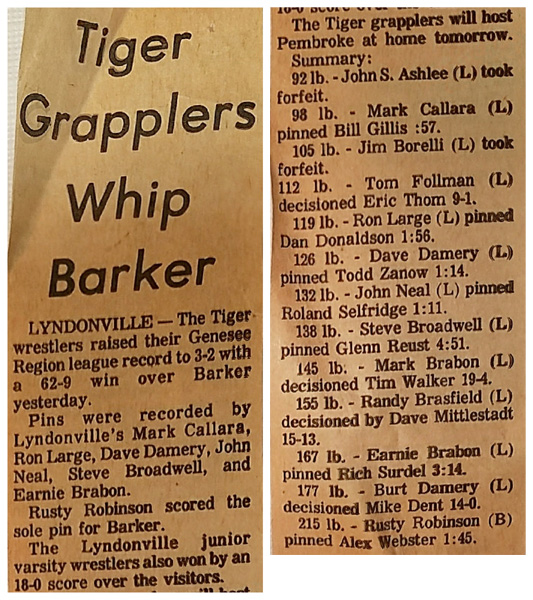 Tiger
Grapplers
Whip
Barker
LYNDONVILLE — The Tiger
wrestlers raised their Genesee
Region league record to 3-2 with
a 62-9 win over Barker
yesterday.
Pins were recorded by
Lyndonville's Mark Callara,
Ron Large, Dave Damery, John
Neal, Steve Broadwell, and
Earnie Brabon.
Rusty Robinson scored the
sole pin for Barker.
The Lyndonville junior
varsity wrestlers also won by an
18-0 score over the visitors.
will host
18-0 score over the
The Tiger grapplers will host
Pembroke at home tomorrow.
Summary:
92 lb. - John S. Ashlee (L) took
forfeit.
98 lb. - Mark Callara (L)
pinned Bill Gillis :57.
105 lb. - Jim Borelli (L) took
forfeit.
112 lb. - Tom Follman (L)
decisioned Eric Thom 9-1.
119 lb. - Ron Large (L) pinned
Dan Donaldson 1:56.
126 lb. - Dave Damery (L)
pinned Todd Zanow 1:14.
132 lb. - John Neal (L) pinned
Roland Selfridge 1:11.
138 lb. - Steve Broadwell (L)
pinned Glenn Reust 4:51.
145 lb. - Mark Brabon (L)
decisioned Tim Walker 19-4.
155 lb. - Randy Brasfield (L)
decisioned by Dave Mittlestadt
15-13.
167 lb. - Earnie Brabon (L)
pinned Rich Surdel 3:14.
177 lb. - Burt Damery (L)
decisioned Mike Dent 14-0.
215 lb. - Rusty Robinson (B)
pinned Alex Webster 1:45.